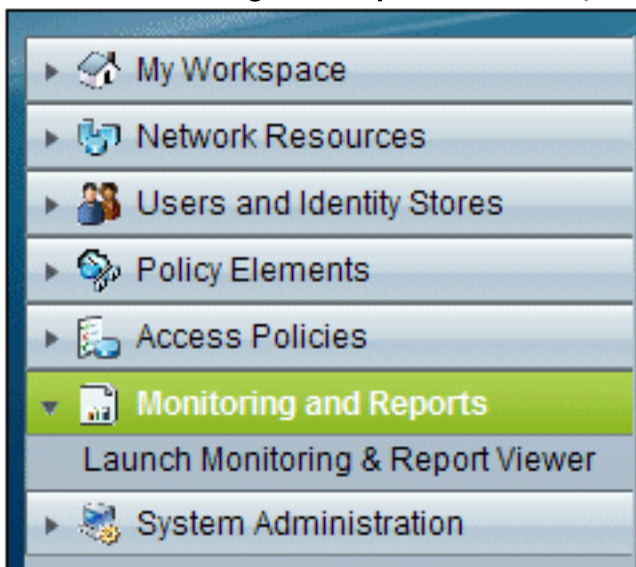 My Workspace
Network Resources
Users and Identity Stores
Policy Elements
Access Policies
Monitoring and Reports
Launch Monitoring & Report Viewer
System Administration